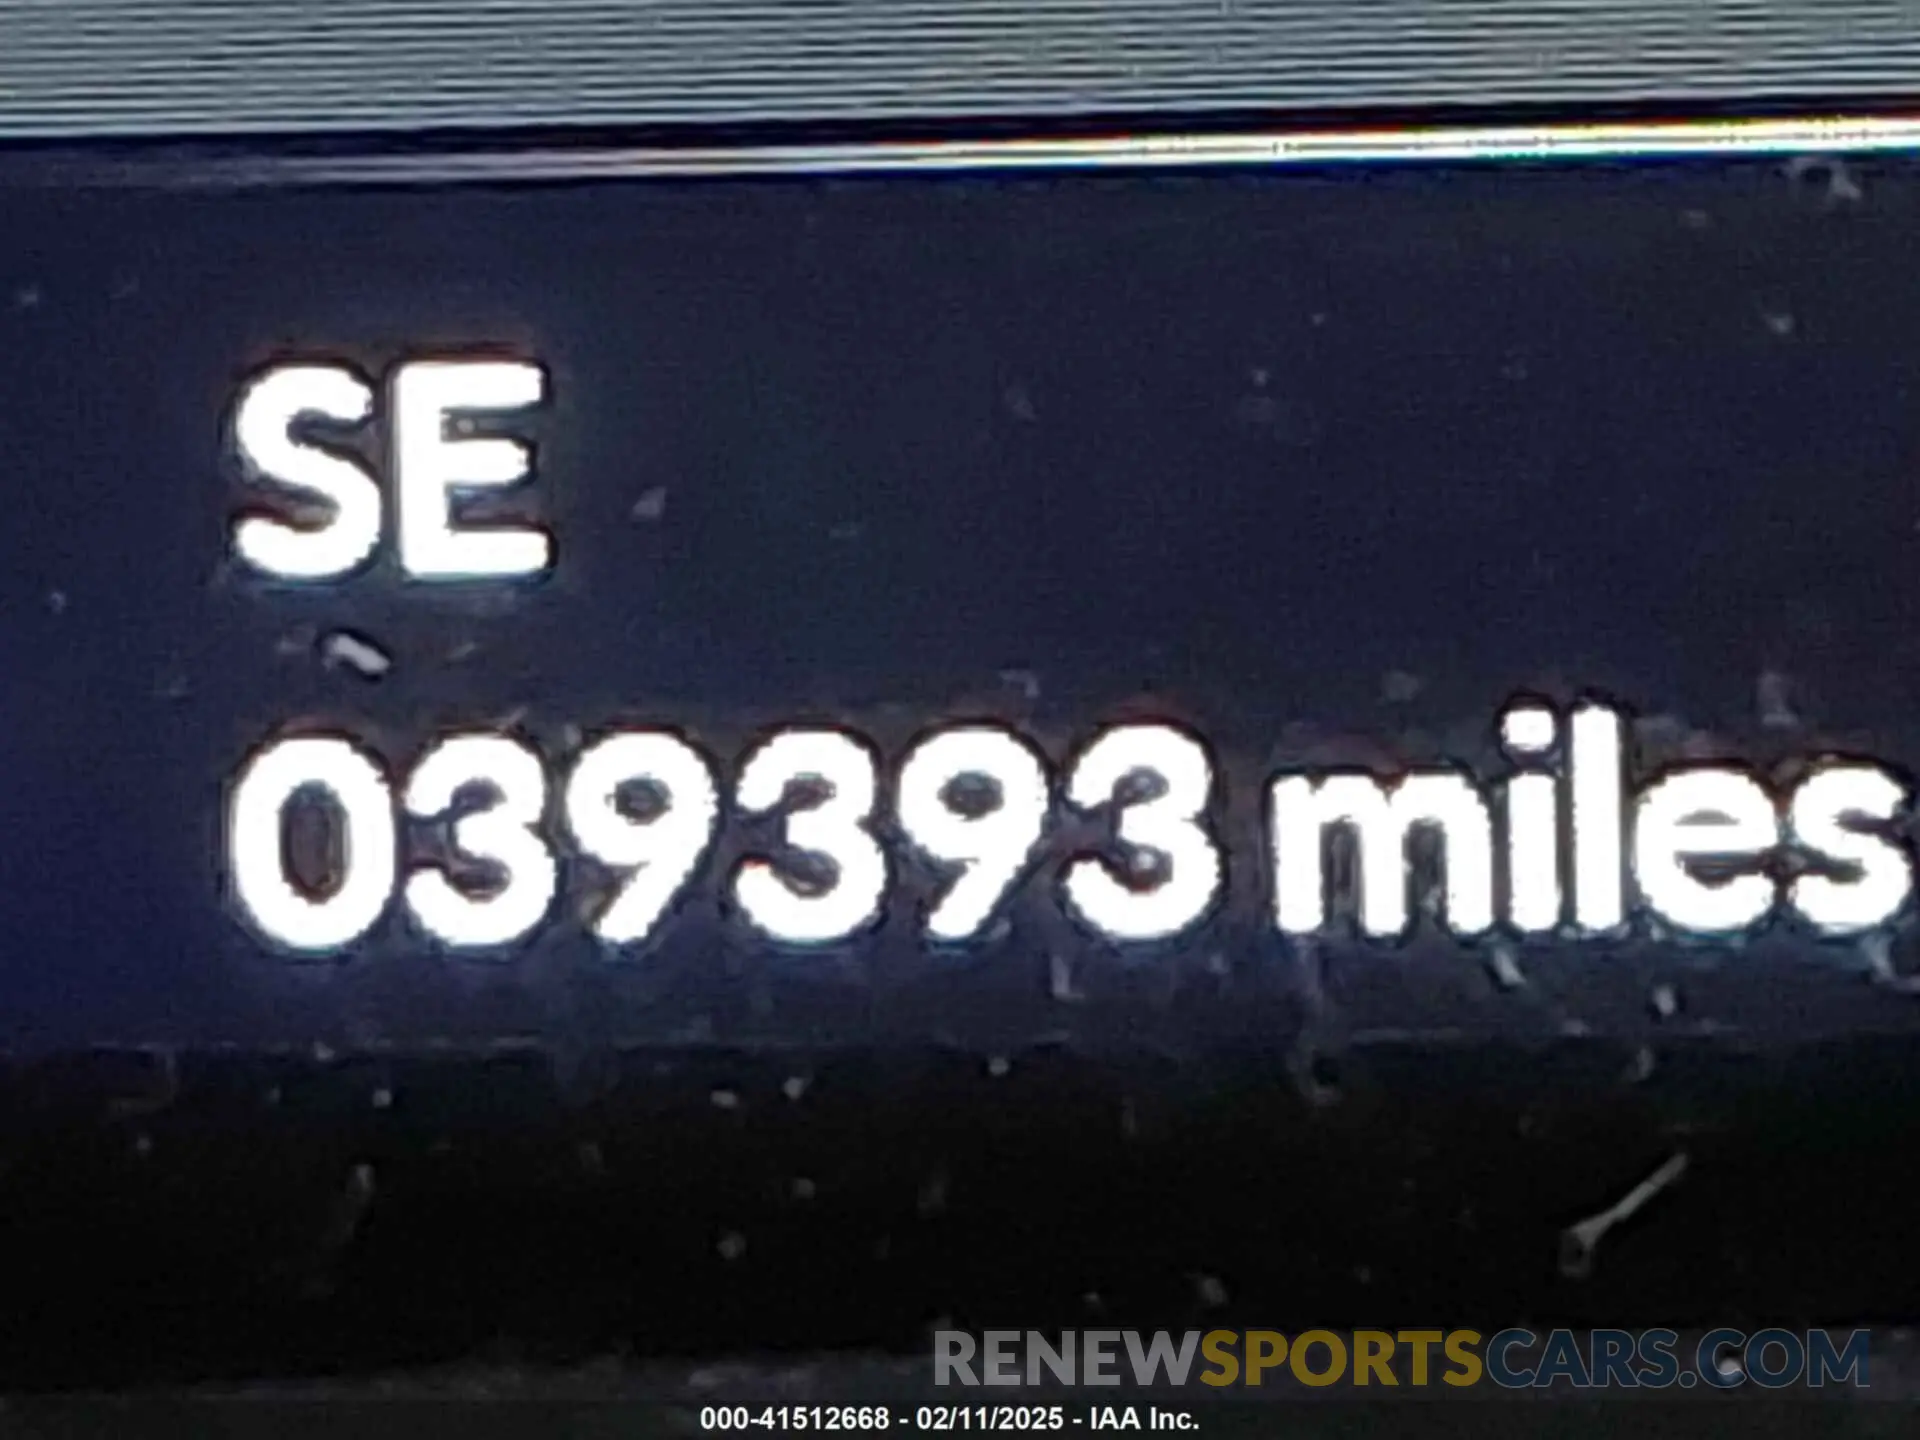 SE
039393 miles
RENEWSPORTSCARS.COM
000-41512668 - 02/11/2025 - IAA Inc.